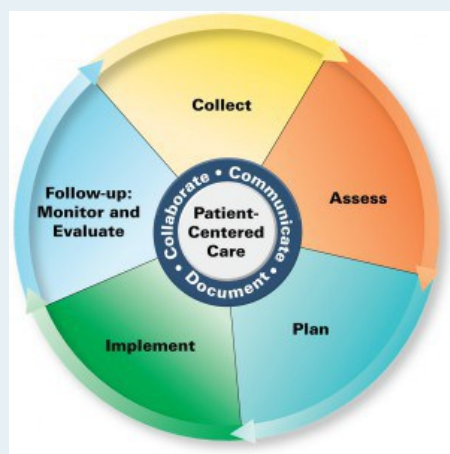 Collect
Assess
Plan
Implement
Follow-up:
Monitor and
Evaluate
Collaborate • Communicate • Document •
Patient-
Centered
Care